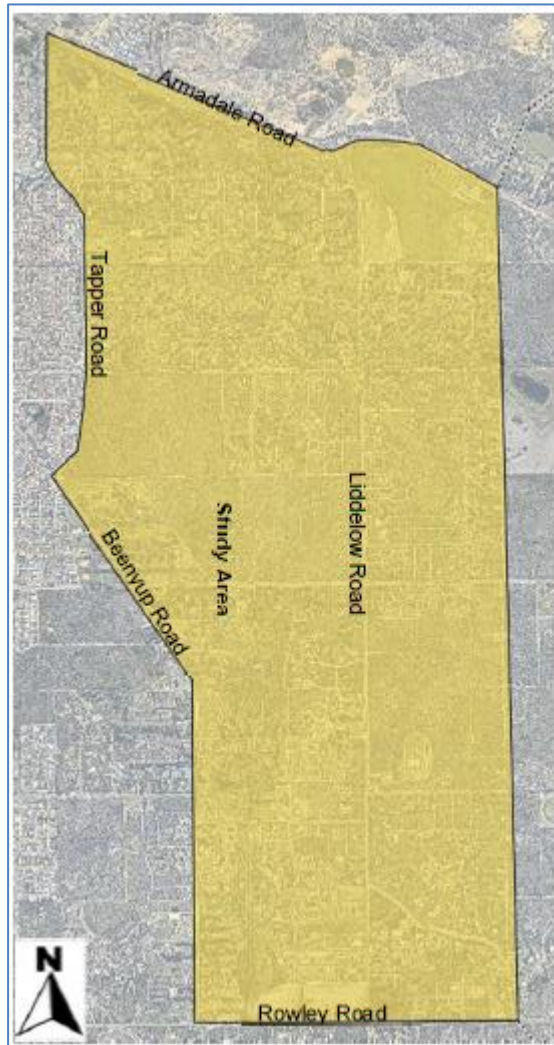 Armadale Road
Tapper Road
Liddelow Road
Study Area
Beenyup Road
Rowley Road
N